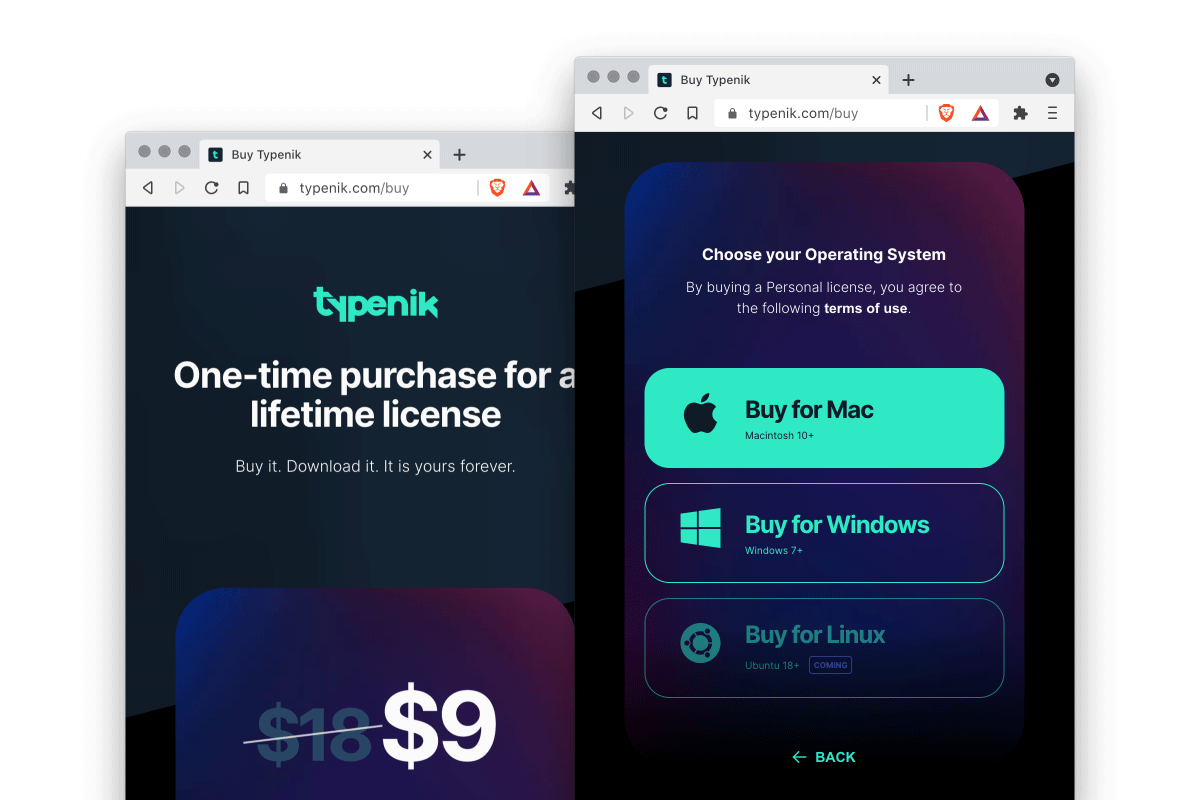 Buy Typenik
typenik.com/buy
typenik
One-time purchase for a
lifetime license
Buy it. Download it. It is yours forever.
$18 $9
Buy Typenik
typenik.com/buy
Choose your Operating System
By buying a Personal license, you agree to
the following terms of use.
Buy for Mac
Macintosh 10+
Buy for Windows
Windows 7+
Buy for Linux
Ubuntu 18+ COMING
BACK